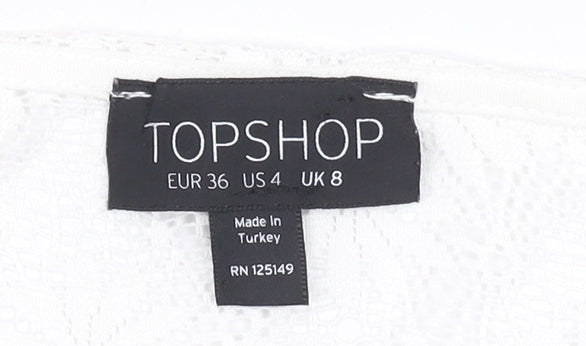 TOPSHOP
EUR 36 US 4 UK 8
Made In
Turkey
RN 125149